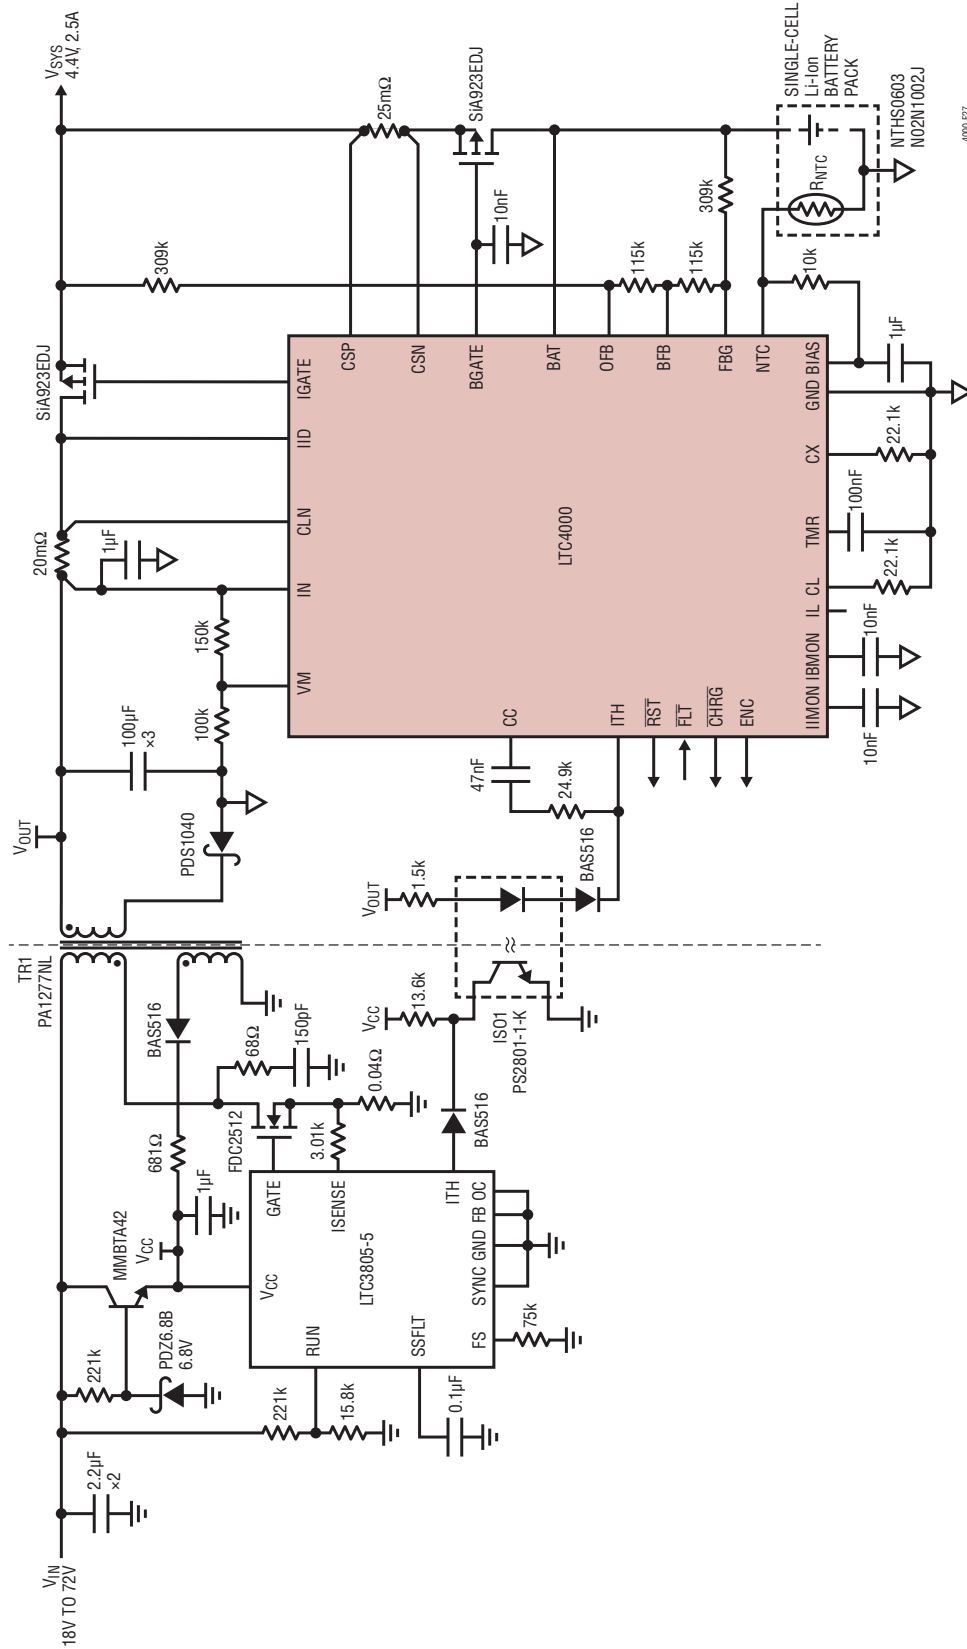 VIN
18V TO 72V
2.2µF
×2
221k
MMBTA42
VCC
PDZ6.8B
6.8V
681Ω
BAS516
1µF
TR1
PA1277NL
68Ω
150pF
FDC2512
3.01k
0.04Ω
221k
15.8k
0.1µF
75k
LTC3805-5
VCC
GATE
ISENSE
ITH
RUN
SSFLT
FS
SYNC
GND
FB
OC
BAS516
VCC
13.6k
ISO1
PS2801-1-K
VOUT
1.5k
BAS516
VOUT
PDS1040
100µF
×3
100k
150k
1µF
20mΩ
SiA923EDJ
309k
VSYS
4.4V, 2.5A
47nF
24.9k
LTC4000
VM
IN
CLN
IID
IGATE
CC
ITH
RST
FLT
CHRG
ENC
CSP
CSN
BGATE
BAT
OFB
BFB
FBG
NTC
IIMON
IBMON
IL
CL
TMR
CX
GND
BIAS
25mΩ
SiA923EDJ
10nF
115k
115k
309k
10k
10nF
10nF
22.1k
100nF
22.1k
1µF
RNTC
SINGLE-CELL
Li-Ion
BATTERY
PACK
NTHS0603
N02N1002J
4000 F27